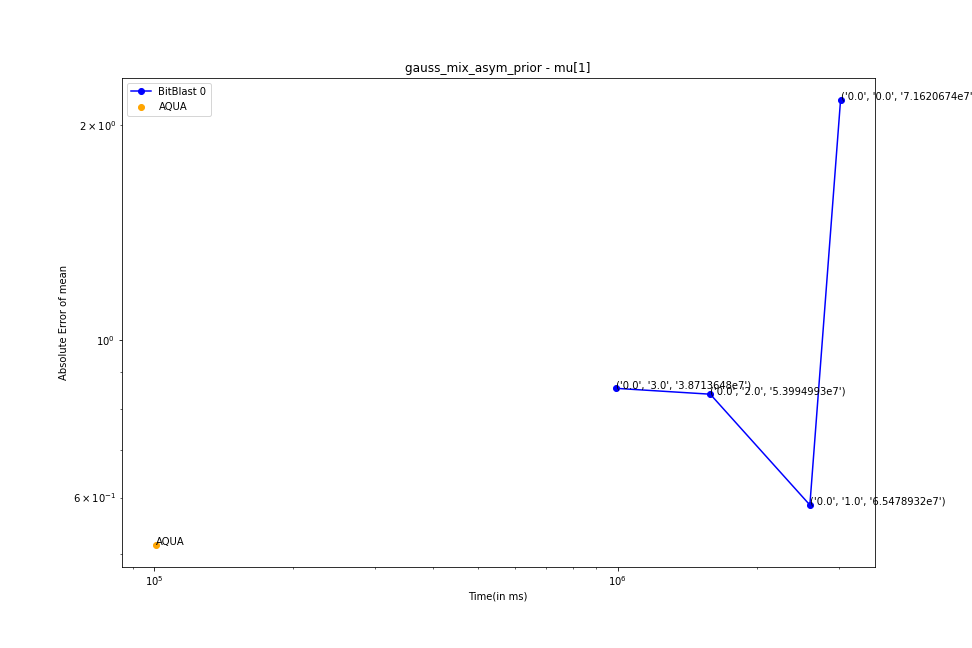 gauss_mix_asym_prior - mu[1]
BitBlast 0
AQUA
('0.0', '0.0', '7.1620674e7'
2 × 10⁰
10⁰
6 × 10⁻¹
Absolute Error of mean
('0.0', '3.0', '3.8713648e7')
('0.0', '2.0', '5.3994993e7')
('0.0', '1.0', '6.5478932e7')
AQUA
10⁵
10⁶
Time(in ms)